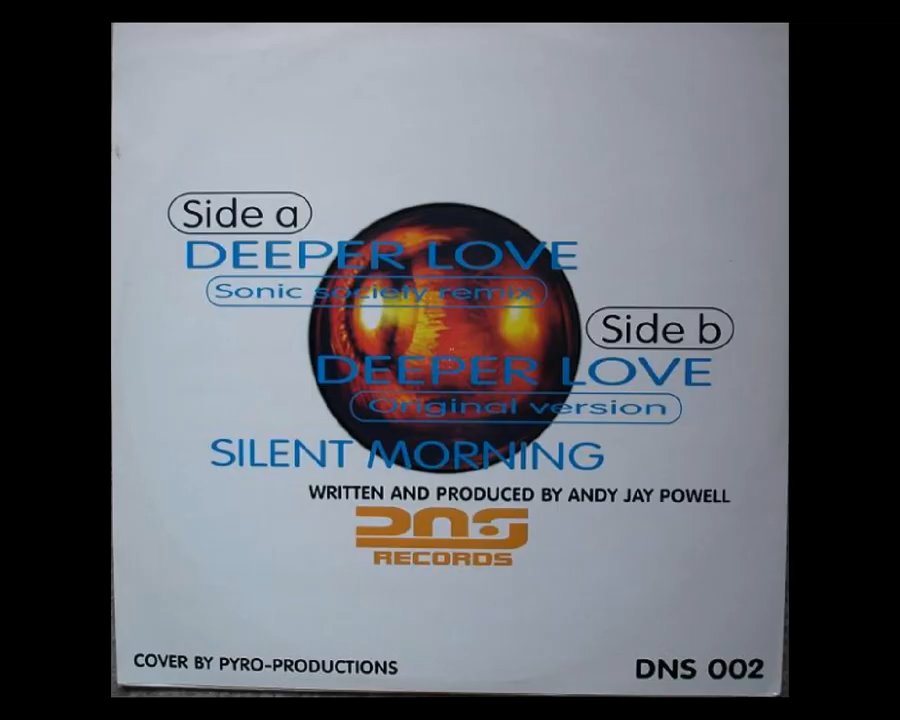 Side a
DEEPER LOVE
Sonic society remix
Side b
DEEPER LOVE
Original version
SILENT MORNING
WRITTEN AND PRODUCED BY ANDY JAY POWELL
DNS
RECORDS
COVER BY PYRO-PRODUCTIONS
DNS 002